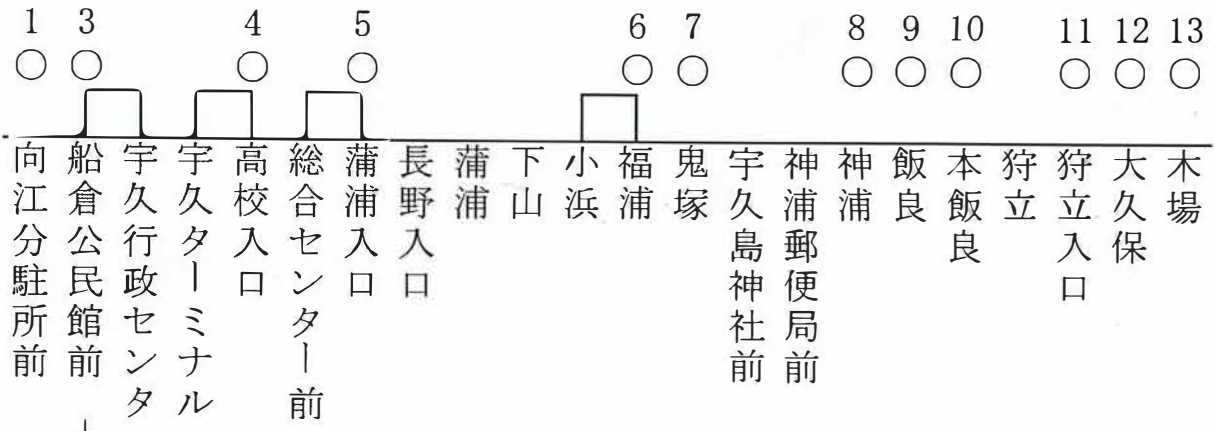 1 3 4 5 6 7 8 9 10 11 12 13
向江分駐所前
船倉公民館前
宇久行政センタ
宇久ターミナル
高校入口
総合センター前
蒲浦入口
長野入口
蒲浦
下山
小浜
福浦
鬼塚
宇久島神社前
神浦郵便局前
神浦
飯良
本飯良
狩立
狩立入口
大久保
木場